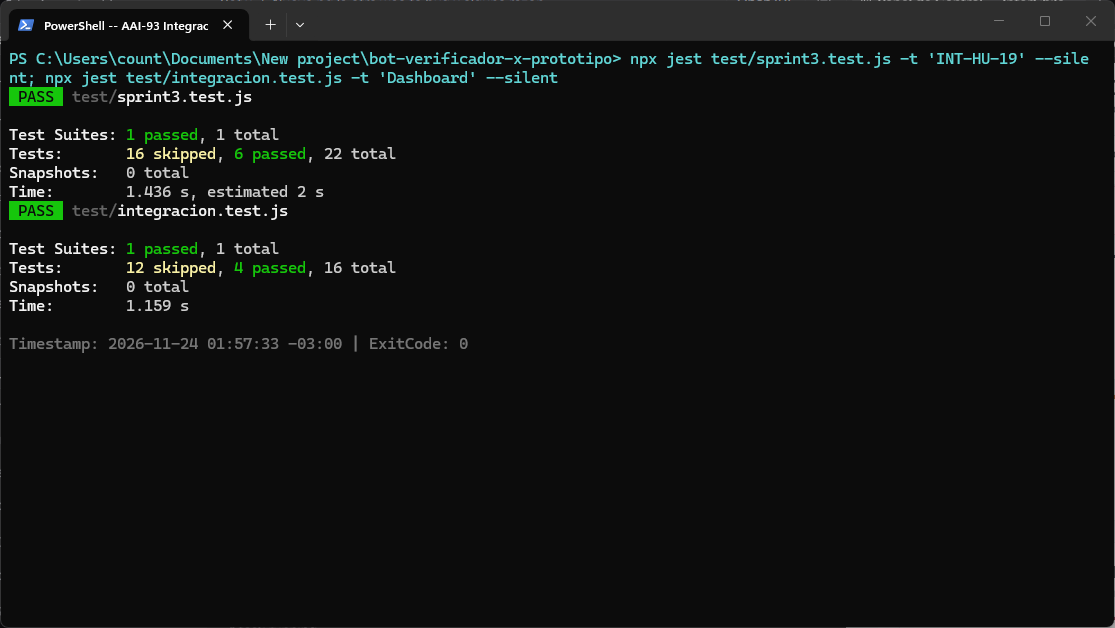 PowerShell -- AAI-93 Integrac
PS C:\Users\count\Documents\New project\bot-verificador-x-prototipo> npx jest test/sprint3.test.js -t 'INT-HU-19' --sile
nt; npx jest test/integracion.test.js -t 'Dashboard' --silent
PASS test/sprint3.test.js
Test Suites: 1 passed, 1 total
Tests:       16 skipped, 6 passed, 22 total
Snapshots:   0 total
Time:        1.436 s, estimated 2 s
PASS test/integracion.test.js
Test Suites: 1 passed, 1 total
Tests:       12 skipped, 4 passed, 16 total
Snapshots:   0 total
Time:        1.159 s
Timestamp: 2026-11-24 01:57:33 -03:00 | ExitCode: 0